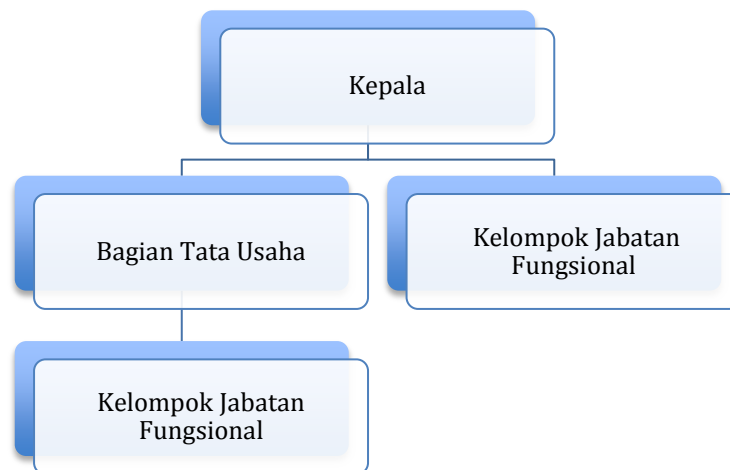 Kepala
Bagian Tata Usaha
Kelompok Jabatan
Fungsional
Kelompok Jabatan
Fungsional